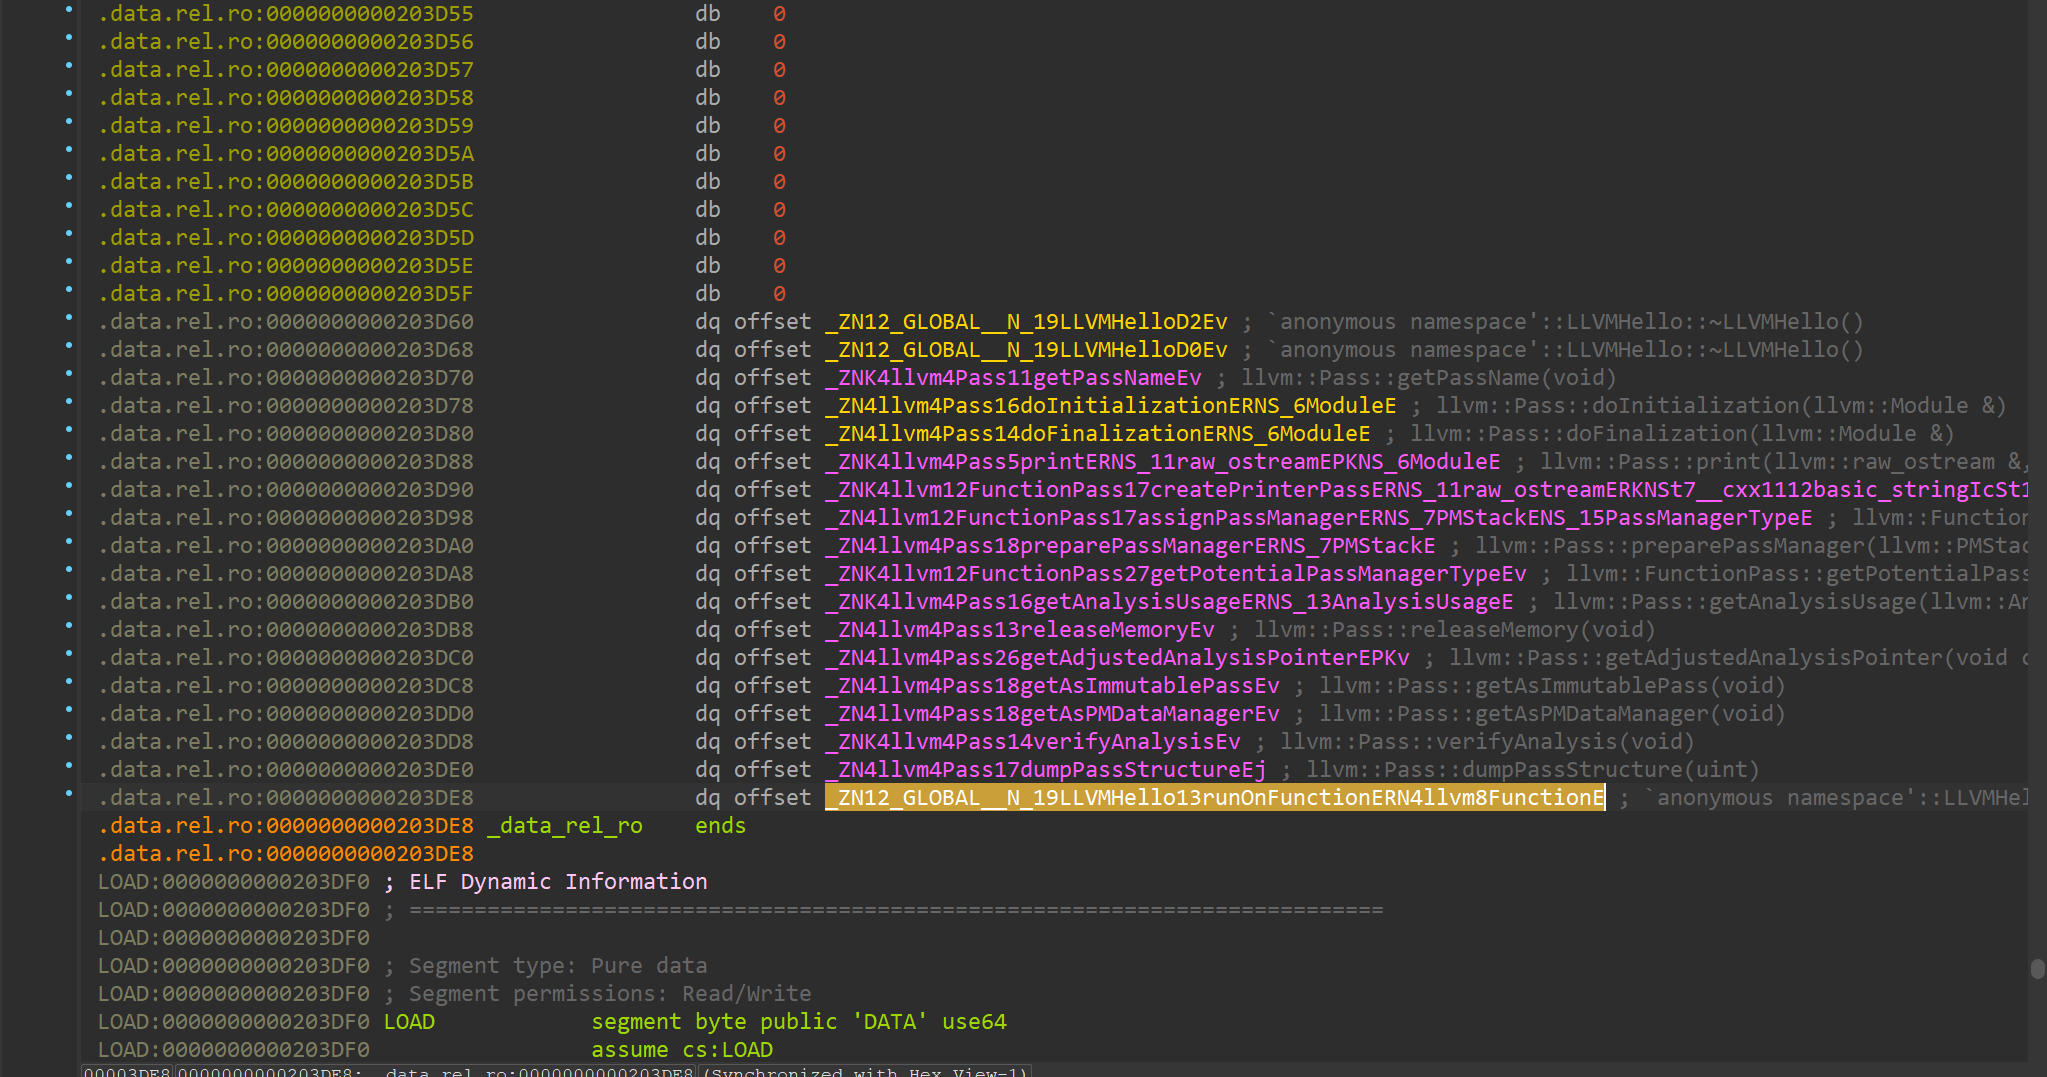 .data.rel.ro:0000000000203D55 db 0
.data.rel.ro:0000000000203D56 db 0
.data.rel.ro:0000000000203D57 db 0
.data.rel.ro:0000000000203D58 db 0
.data.rel.ro:0000000000203D59 db 0
.data.rel.ro:0000000000203D5A db 0
.data.rel.ro:0000000000203D5B db 0
.data.rel.ro:0000000000203D5C db 0
.data.rel.ro:0000000000203D5D db 0
.data.rel.ro:0000000000203D5E db 0
.data.rel.ro:0000000000203D5F db 0
.data.rel.ro:0000000000203D60 dq offset _ZN12_GLOBAL__N_19LLVMHelloD2Ev ; `anonymous namespace'::LLVMHello::~LLVMHello()
.data.rel.ro:0000000000203D68 dq offset _ZN12_GLOBAL__N_19LLVMHelloD0Ev ; `anonymous namespace'::LLVMHello::~LLVMHello()
.data.rel.ro:0000000000203D70 dq offset _ZNK4llvm4Pass11getPassNameEv ; llvm::Pass::getPassName(void)
.data.rel.ro:0000000000203D78 dq offset _ZN4llvm4Pass16doInitializationERNS_6ModuleE ; llvm::Pass::doInitialization(llvm::Module &)
.data.rel.ro:0000000000203D80 dq offset _ZN4llvm4Pass14doFinalizationERNS_6ModuleE ; llvm::Pass::doFinalization(llvm::Module &)
.data.rel.ro:0000000000203D88 dq offset _ZNK4llvm4Pass5printERNS_11raw_ostreamEPKNS_6ModuleE ; llvm::Pass::print(llvm::raw_ostream &,
.data.rel.ro:0000000000203D90 dq offset _ZNK4llvm12FunctionPass17createPrinterPassERNS_11raw_ostreamERKNSt7__cxx1112basic_stringIcSt1
.data.rel.ro:0000000000203D98 dq offset _ZN4llvm12FunctionPass17assignPassManagerERNS_7PMStackENS_15PassManagerTypeE ; llvm::Function
.data.rel.ro:0000000000203DA0 dq offset _ZN4llvm4Pass18preparePassManagerERNS_7PMStackE ; llvm::Pass::preparePassManager(llvm::PMStac
.data.rel.ro:0000000000203DA8 dq offset _ZNK4llvm12FunctionPass27getPotentialPassManagerTypeEv ; llvm::FunctionPass::getPotentialPass
.data.rel.ro:0000000000203DB0 dq offset _ZNK4llvm4Pass16getAnalysisUsageERNS_13AnalysisUsageE ; llvm::Pass::getAnalysisUsage(llvm::An
.data.rel.ro:0000000000203DB8 dq offset _ZN4llvm4Pass13releaseMemoryEv ; llvm::Pass::releaseMemory(void)
.data.rel.ro:0000000000203DC0 dq offset _ZN4llvm4Pass26getAdjustedAnalysisPointerEPKv ; llvm::Pass::getAdjustedAnalysisPointer(void c
.data.rel.ro:0000000000203DC8 dq offset _ZN4llvm4Pass18getAsImmutablePassEv ; llvm::Pass::getAsImmutablePass(void)
.data.rel.ro:0000000000203DD0 dq offset _ZN4llvm4Pass18getAsPMDataManagerEv ; llvm::Pass::getAsPMDataManager(void)
.data.rel.ro:0000000000203DD8 dq offset _ZNK4llvm4Pass14verifyAnalysisEv ; llvm::Pass::verifyAnalysis(void)
.data.rel.ro:0000000000203DE0 dq offset _ZN4llvm4Pass17dumpPassStructureEj ; llvm::Pass::dumpPassStructure(uint)
.data.rel.ro:0000000000203DE8 dq offset _ZN12_GLOBAL__N_19LLVMHello13runOnFunctionERN4llvm8FunctionE ; `anonymous namespace'::LLVMHel
.data.rel.ro:0000000000203DE8 _data_rel_ro ends
.data.rel.ro:0000000000203DE8
LOAD:0000000000203DF0 ; ELF Dynamic Information
LOAD:0000000000203DF0 ; ===========================================================================
LOAD:0000000000203DF0
LOAD:0000000000203DF0 ; Segment type: Pure data
LOAD:0000000000203DF0 ; Segment permissions: Read/Write
LOAD:0000000000203DF0 LOAD segment byte public 'DATA' use64
LOAD:0000000000203DF0 assume cs:LOAD
00003DE8 0000000000203DE8: .data.rel.ro:0000000000203DE8 (Synchronized with Hex View-1)